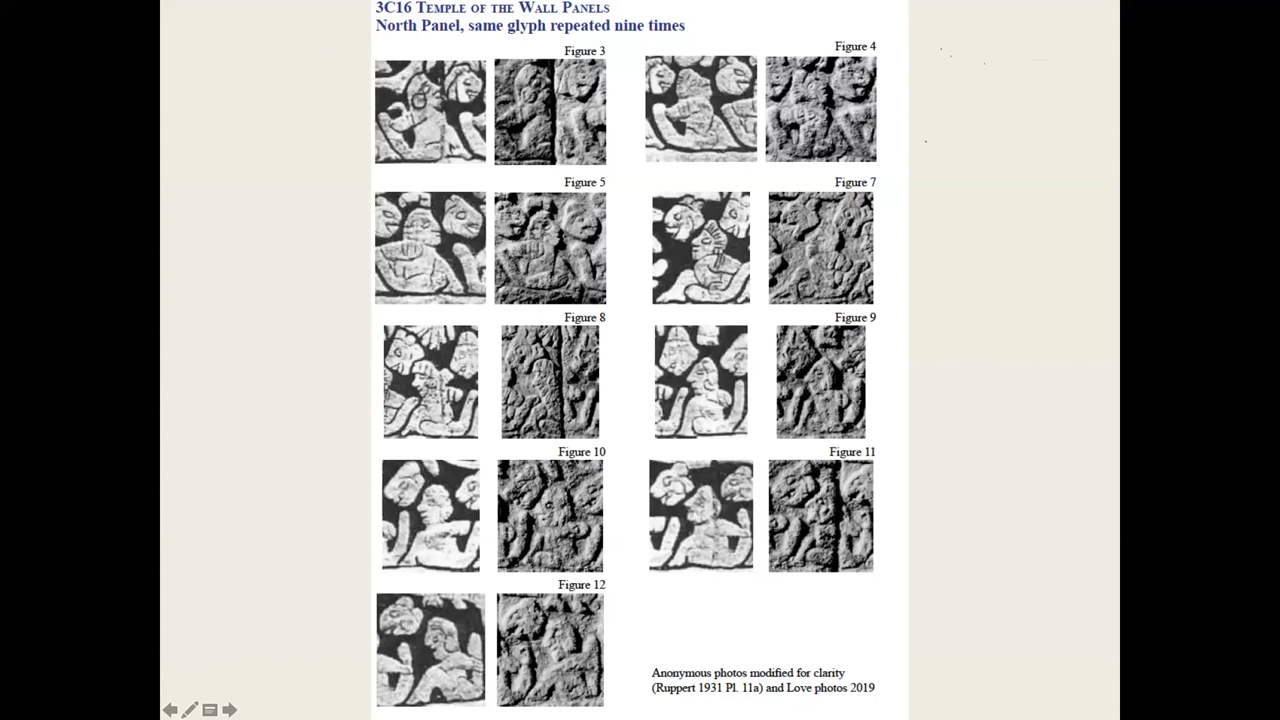 3C16 Temple of the Wall Panels
North Panel, same glyph repeated nine times
Figure 3
Figure 4
Figure 5
Figure 7
Figure 8
Figure 9
Figure 10
Figure 11
Figure 12
Anonymous photos modified for clarity
(Ruppert 1931 Pl. 11a) and Love photos 2019